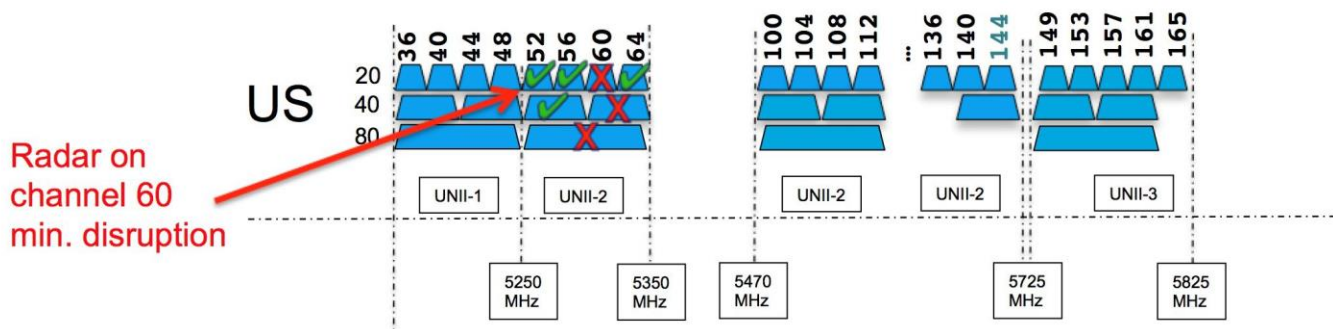 36 40 44 48 52 56 60 64 100 104 108 112 ... 136 140 144 149 153 157 161 165
US
20
40
80
Radar on
channel 60
min. disruption
UNII-1 UNII-2 UNII-2 UNII-2 UNII-3
5250
MHz
5350
MHz
5470
MHz
5725
MHz
5825
MHz